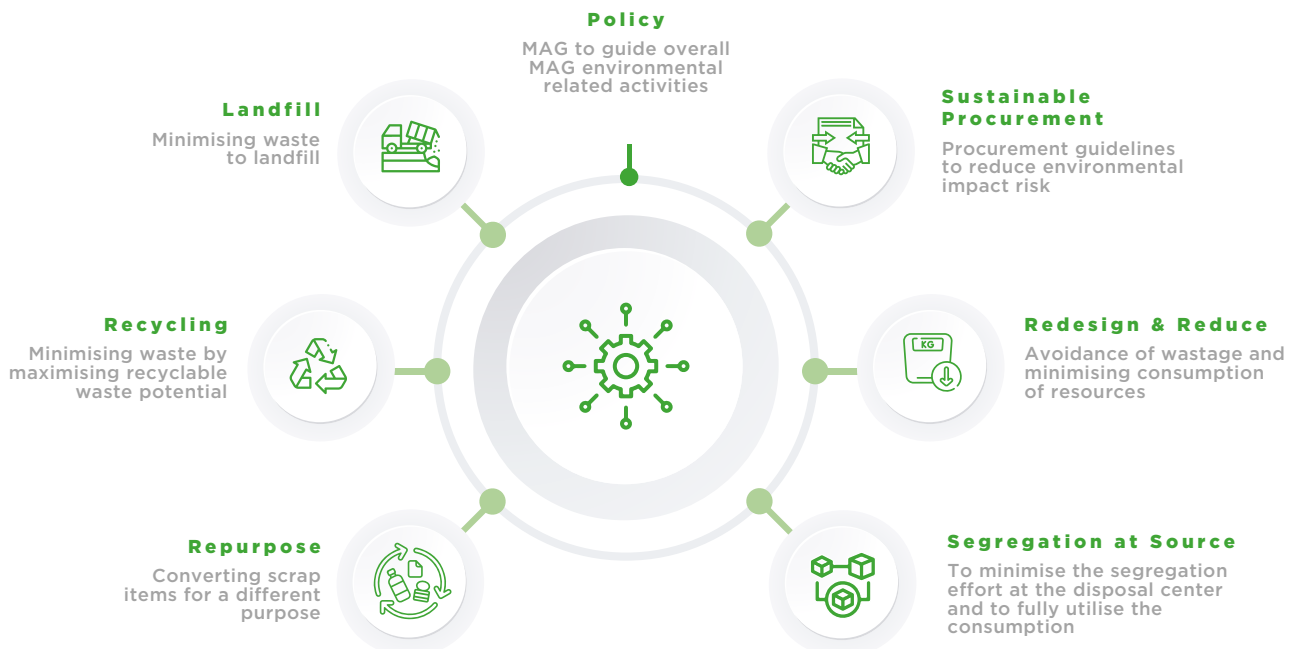 Policy
MAG to guide overall
MAG environmental
related activities
Sustainable
Procurement
Procurement guidelines
to reduce environmental
impact risk
KG
Redesign & Reduce
Avoidance of wastage and
minimising consumption
of resources
Segregation at Source
To minimise the segregation
effort at the disposal center
and to fully utilise the
consumption
Repurpose
Converting scrap
items for a different
purpose
Recycling
Minimising waste by
maximising recyclable
waste potential
Landfill
Minimising waste
to landfill